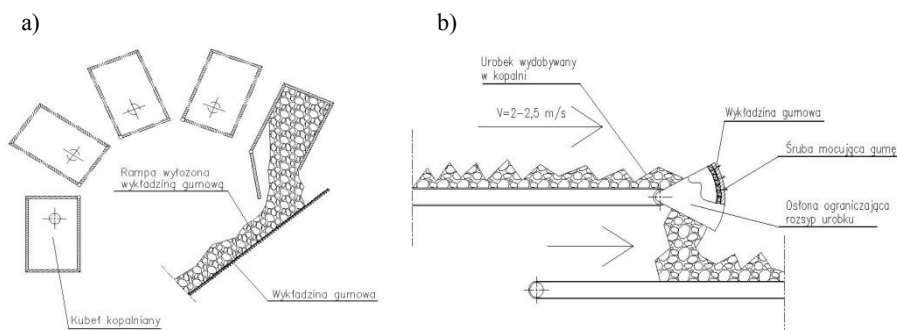 a)
Rampa wyłożona
wykładziną gumową
Wykładzina gumowa
Kubeł kopalniany
b)
Urobek wydobywany
w kopalni
V=2-2,5 m/s
Wykładzina gumowa
Śruba mocująca gumę
Osłona ograniczająca
rozsyp urobku